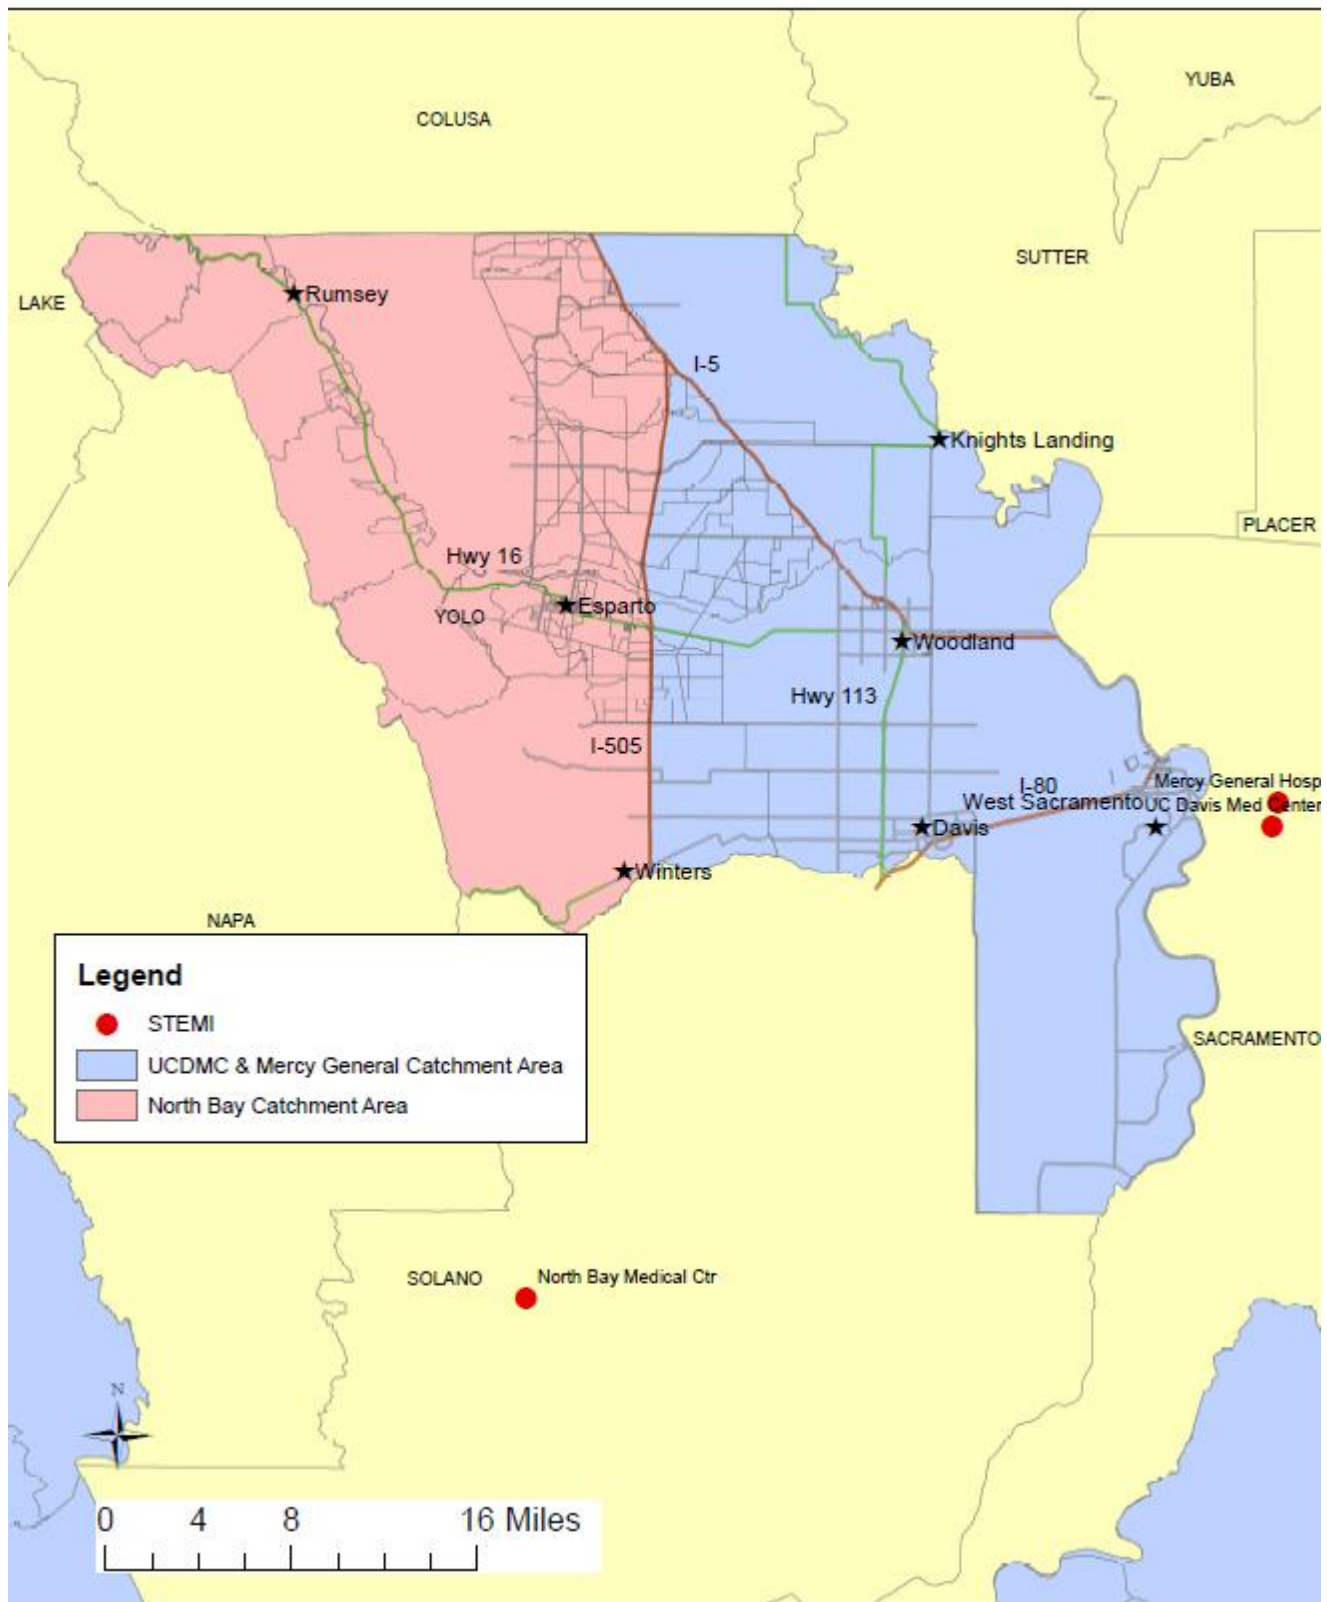 YUBA
COLUSA
SUTTER
LAKE
Rumsey
I-5
Knights Landing
PLACER
Hwy 16
Esparto
YOLO
Woodland
Hwy 113
I-505
I-80
Mercy General Hosp
West Sacramento
UC Davis Med Center
Davis
Winters
NAPA
Legend
STEMI
UCDMC & Mercy General Catchment Area
North Bay Catchment Area
SACRAMENTO
SOLANO
North Bay Medical Ctr
N
0 4 8 16 Miles